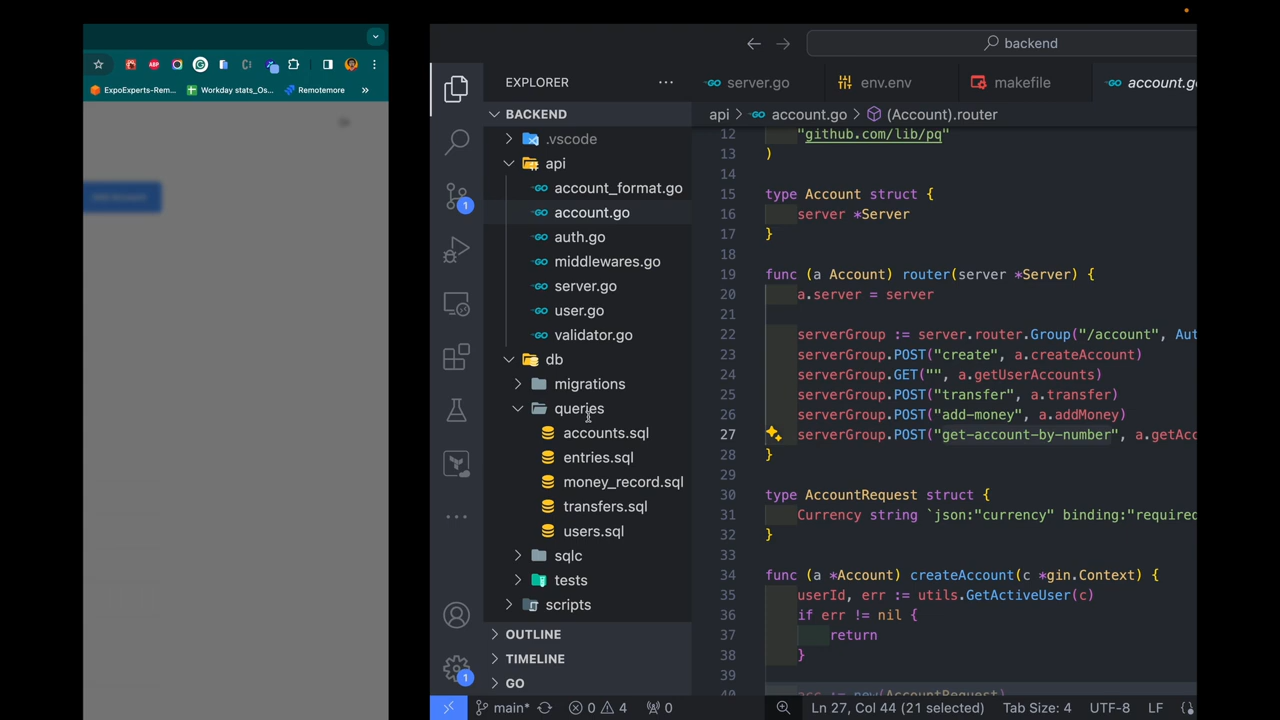 ABP
ExpoExperts-Rem...
Workday stats_Os...
Remotemore
»
backend
EXPLORER
server.go
env.env
makefile
account.go
BACKEND
api > account.go > (Account).router
.vscode
api
account_format.go
account.go
auth.go
middlewares.go
server.go
user.go
validator.go
db
migrations
queries
accounts.sql
entries.sql
money_record.sql
transfers.sql
users.sql
sqlc
tests
scripts
OUTLINE
TIMELINE
GO
12 "github.com/lib/pq"
13 )
14
15 type Account struct {
16 server *Server
17 }
18
19 func (a Account) router(server *Server) {
20 a.server = server
21
22 serverGroup := server.router.Group("/account", Aut
23 serverGroup.POST("create", a.createAccount)
24 serverGroup.GET("", a.getUserAccounts)
25 serverGroup.POST("transfer", a.transfer)
26 serverGroup.POST("add-money", a.addMoney)
27 serverGroup.POST("get-account-by-number", a.getAcc
28 }
29
30 type AccountRequest struct {
31 Currency string `json:"currency" binding:"required
32 }
33
34 func (a *Account) createAccount(c *gin.Context) {
35 userId, err := utils.GetActiveUser(c)
36 if err != nil {
37 return
38 }
39
40 acc := new(AccountRequest)
1
1
main* 0 4 0
Ln 27, Col 44 (21 selected) Tab Size: 4 UTF-8 LF